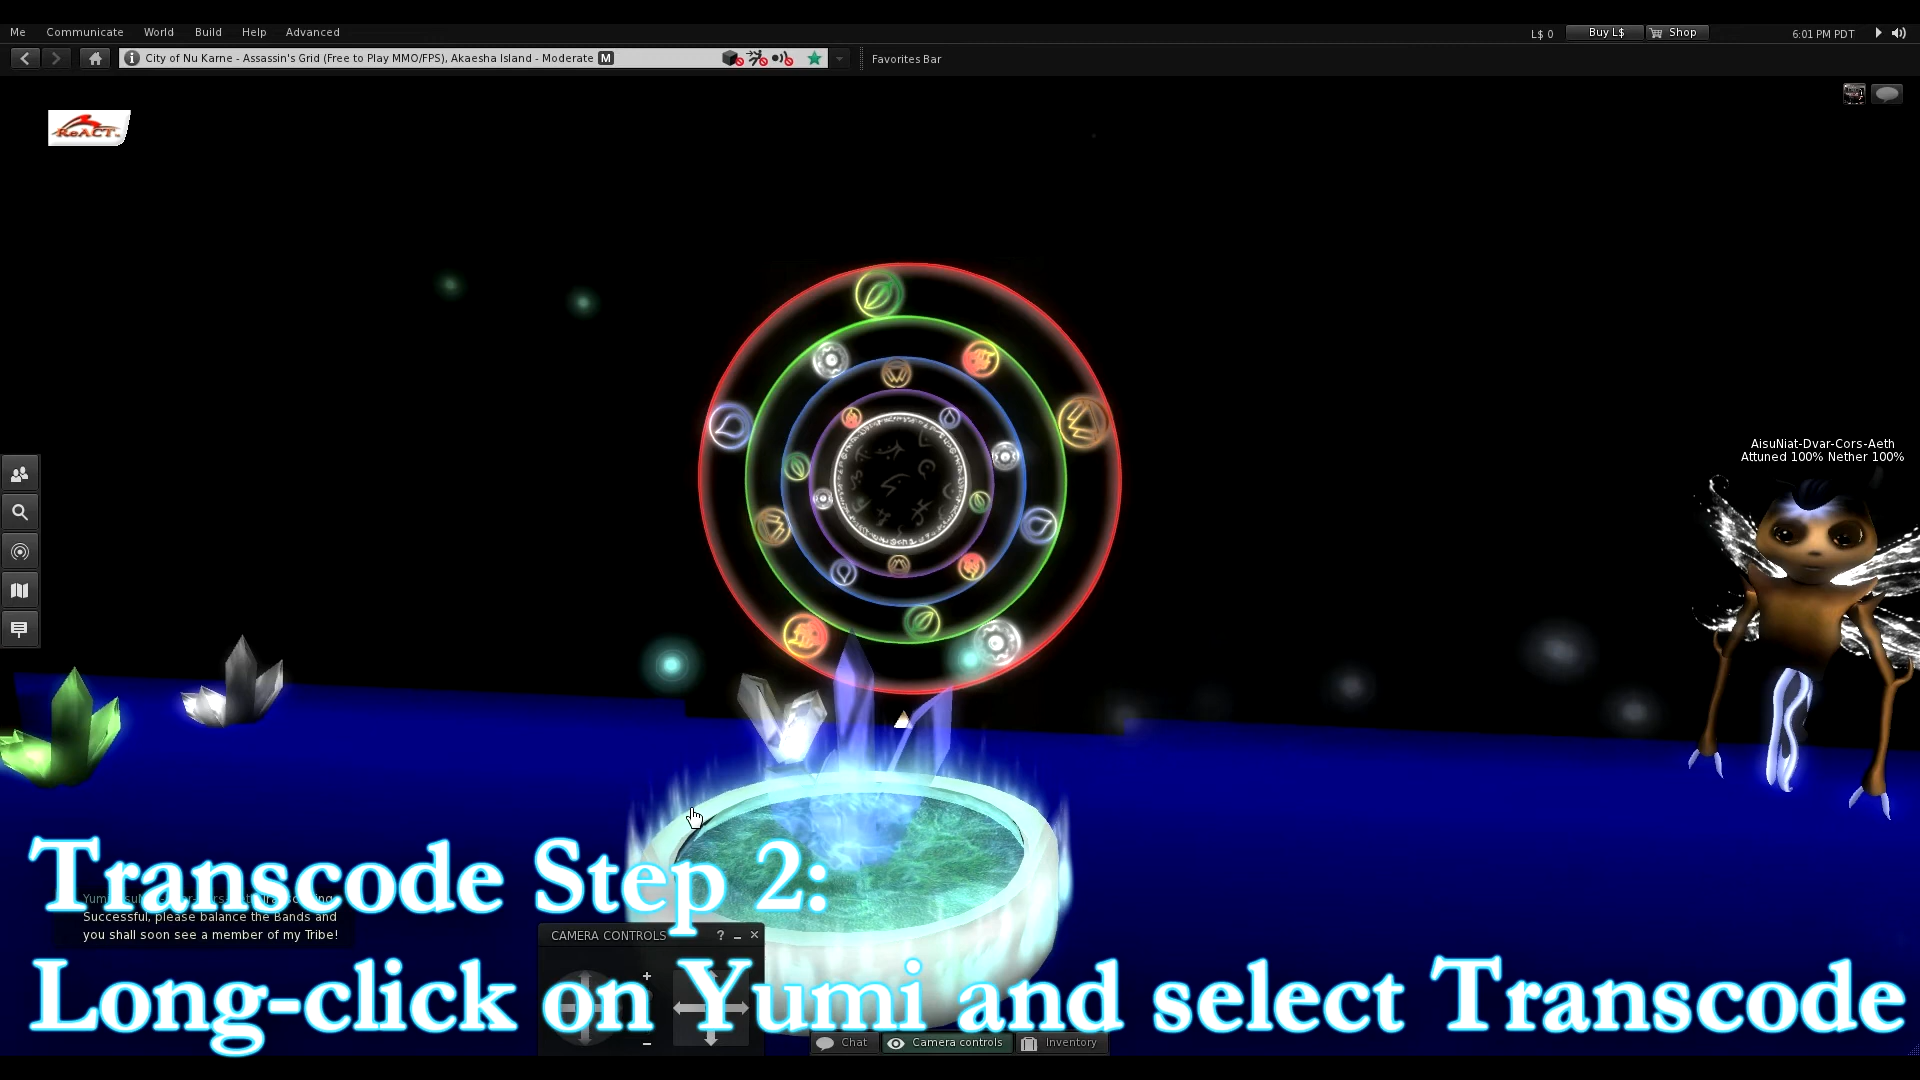 Me Communicate World Build Help Advanced
L$ 0 Buy L$ Shop 6:01 PM PDT
City of Nu Karne - Assassin's Grid (Free to Play MMO/FPS), Akaesha Island - Moderate M
Favorites Bar
ReACT
AisuNiat-Dvar-Cors-Aeth
Attuned 100% Nether 100%
Transcode Step 2:
Successful, please balance the Bands and
you shall soon see a member of my Tribe!
CAMERA CONTROLS ? _ ×
Long-click on Yumi and select Transcode
Chat Camera controls Inventory